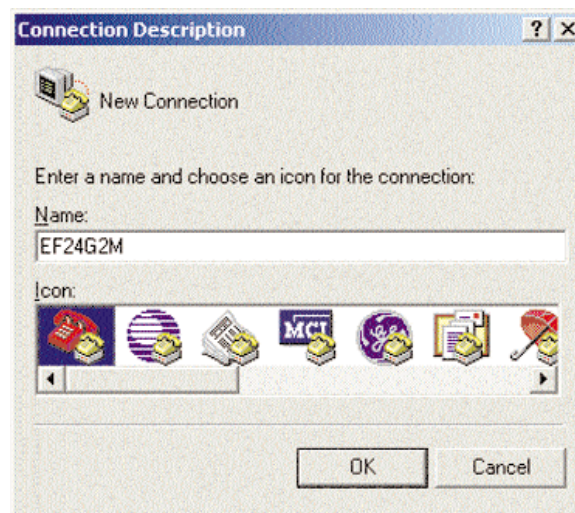 Connection Description
New Connection
Enter a name and choose an icon for the connection:
Name:
EF24G2M
Icon:
MCI
OK Cancel